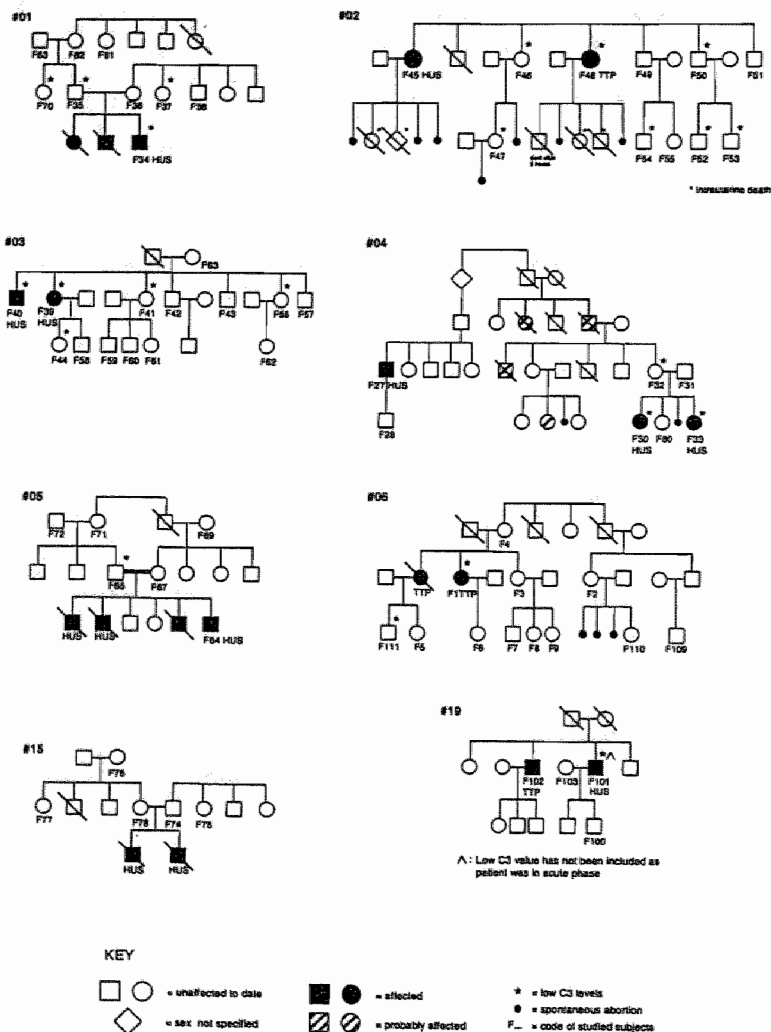 #01
F63 F62 F61
F70 F35 F36 F37 F38
F34 HUS
#02
F45 HUS F46 F48 TTP F49 F50 F51
F47 F54 F55 F52 F53
* intrauterine death
#03
F63
F40 HUS F39 HUS F41 F42 F43 F56 F57
F44 F58 F59 F60 F61
F62
#04
F27 HUS F32 F31
F28 F30 HUS F80 F33 HUS
#05
F72 F71 F69
F65 F67
HUS HUS F64 HUS
#06
F4
TTP F1TTP F3 F2
F111 F5 F6 F7 F8 F9 F110 F109
#15
F76
F77 F78 F74 F75
HUS HUS
#19
F102 TTP F103 F101 HUS
* ^
F100
^ : Low C3 value has not been included as
patient was in acute phase
KEY
= unaffected to date = affected * = low C3 levels
= spontaneous abortion
= sex not specified = probably affected F... = code of studied subjects